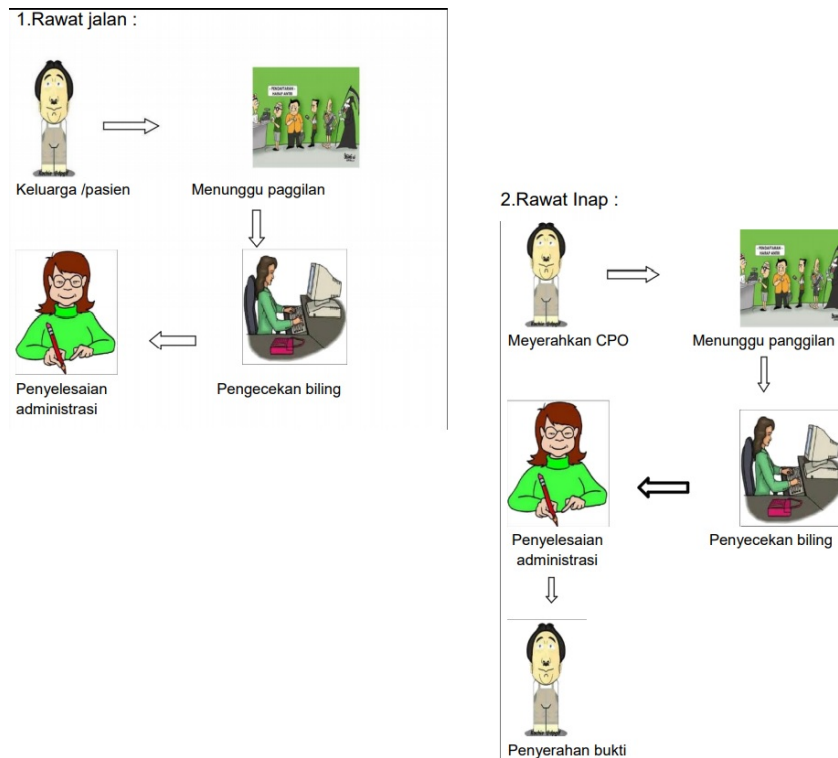 1.Rawat jalan :
Keluarga /pasien
Menunggu paggilan
Penyelesaian
administrasi
Pengecekan biling
2.Rawat Inap :
Meyerahkan CPO
Menunggu panggilan
Penyelesaian
administrasi
Penyecekan biling
Penyerahan bukti